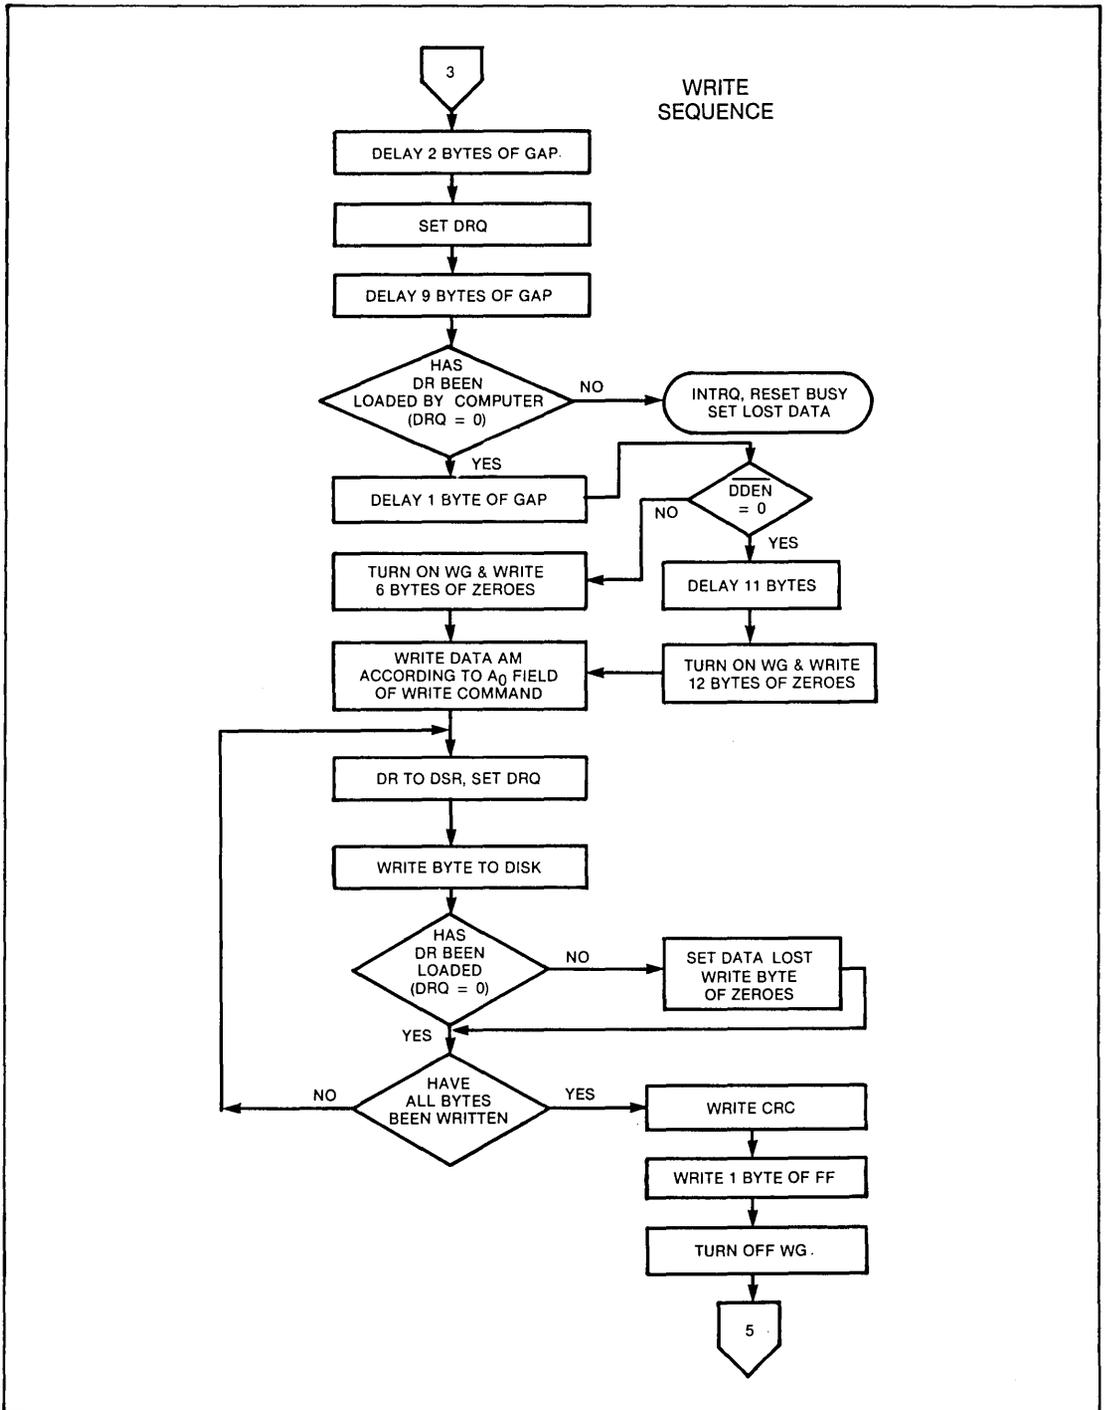 3
WRITE
SEQUENCE
DELAY 2 BYTES OF GAP.
SET DRQ
DELAY 9 BYTES OF GAP
HAS
DR BEEN
LOADED BY COMPUTER
(DRQ = 0)
NO
INTRQ, RESET BUSY
SET LOST DATA
YES
DELAY 1 BYTE OF GAP
D̅D̅E̅N̅
= 0
NO
YES
TURN ON WG & WRITE
6 BYTES OF ZEROES
DELAY 11 BYTES
WRITE DATA AM
ACCORDING TO A₀ FIELD
OF WRITE COMMAND
TURN ON WG & WRITE
12 BYTES OF ZEROES
DR TO DSR, SET DRQ
WRITE BYTE TO DISK
HAS
DR BEEN
LOADED
(DRQ = 0)
NO
SET DATA LOST
WRITE BYTE
OF ZEROES
YES
HAVE
ALL BYTES
BEEN WRITTEN
NO
YES
WRITE CRC
WRITE 1 BYTE OF FF
TURN OFF WG.
5